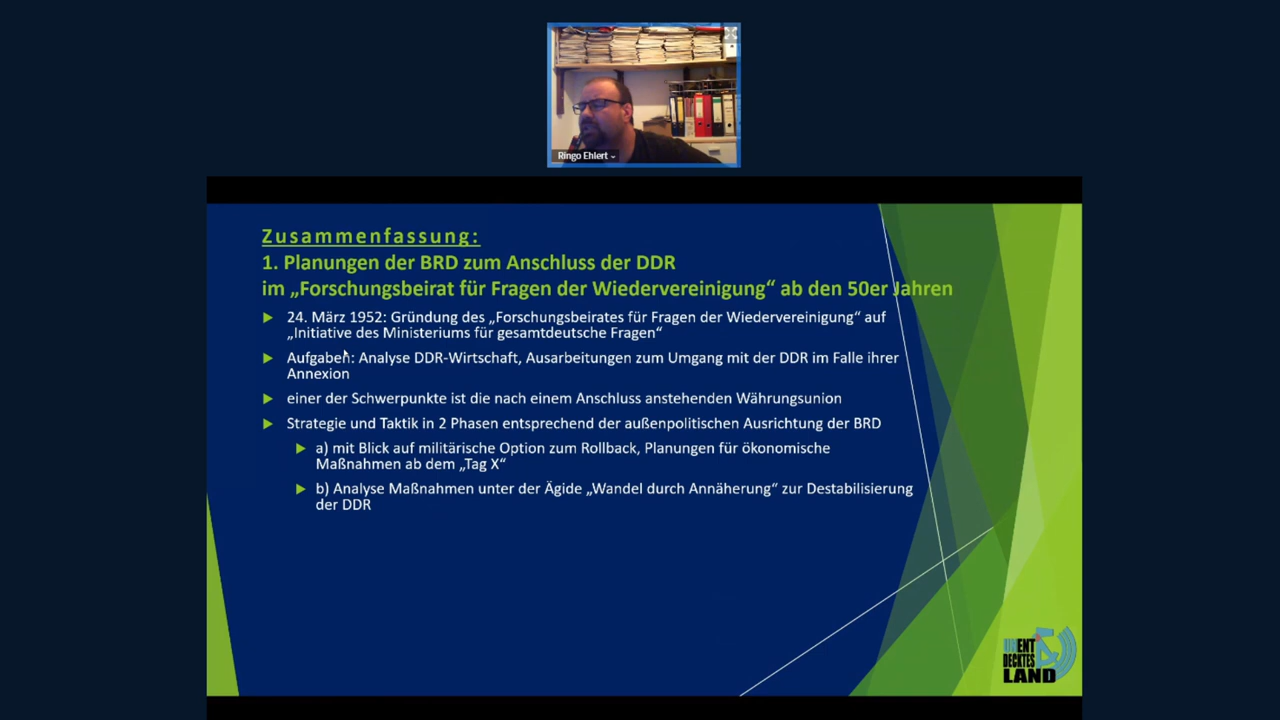 Ringo Ehlert
Zusammenfassung:
1. Planungen der BRD zum Anschluss der DDR
im „Forschungsbeirat für Fragen der Wiedervereinigung“ ab den 50er Jahren
24. März 1952: Gründung des „Forschungsbeirates für Fragen der Wiedervereinigung“ auf
„Initiative des Ministeriums für gesamtdeutsche Fragen“
Aufgaben: Analyse DDR-Wirtschaft, Ausarbeitungen zum Umgang mit der DDR im Falle ihrer
Annexion
einer der Schwerpunkte ist die nach einem Anschluss anstehenden Währungsunion
Strategie und Taktik in 2 Phasen entsprechend der außenpolitischen Ausrichtung der BRD
a) mit Blick auf militärische Option zum Rollback, Planungen für ökonomische
Maßnahmen ab dem „Tag X“
b) Analyse Maßnahmen unter der Ägide „Wandel durch Annäherung“ zur Destabilisierung
der DDR
UNENT
DECKTES
LAND